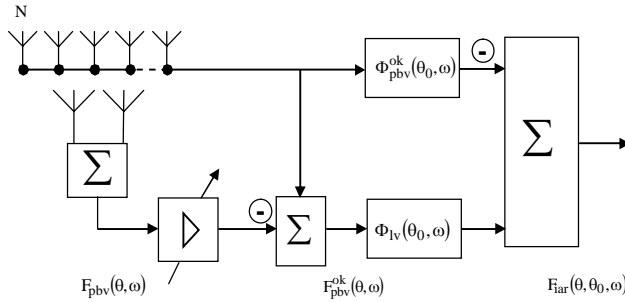 N
Φ^ok_pbv(θ₀,ω)
-
Σ
Σ
-
Σ
Φ_lv(θ₀,ω)
F_pbv(θ,ω)
F^ok_pbv(θ,ω)
F_iar(θ,θ₀,ω)